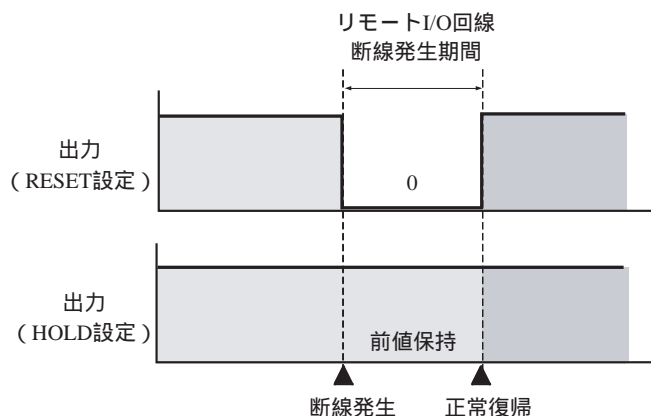 リモートI/O回線
断線発生期間
出力
（RESET設定）
0
出力
（HOLD設定）
前値保持
断線発生
正常復帰